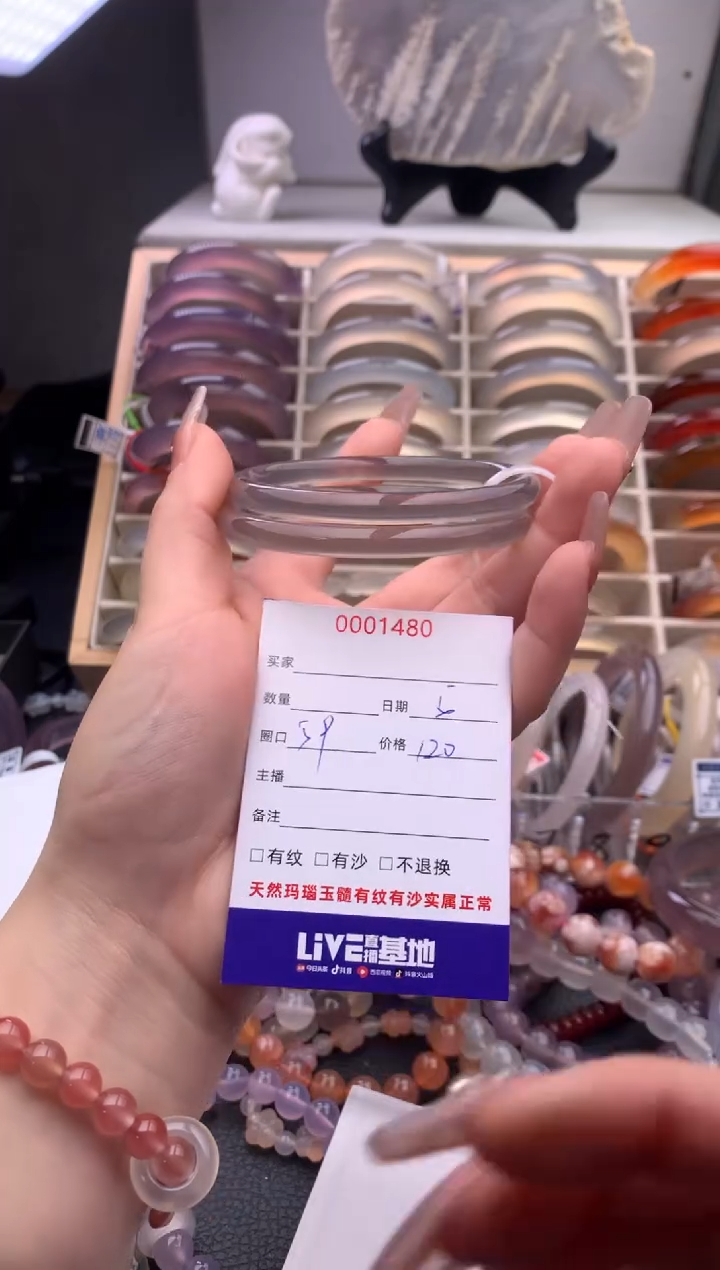 0001480
买家
数量 日期 5
圈口 59 价格 120
主播
备注
□有纹 □有沙 □不退换
天然玛瑙玉髓有纹有沙实属正常
LiVE直播基地
今日头条 抖音 西瓜视频 抖音火山版